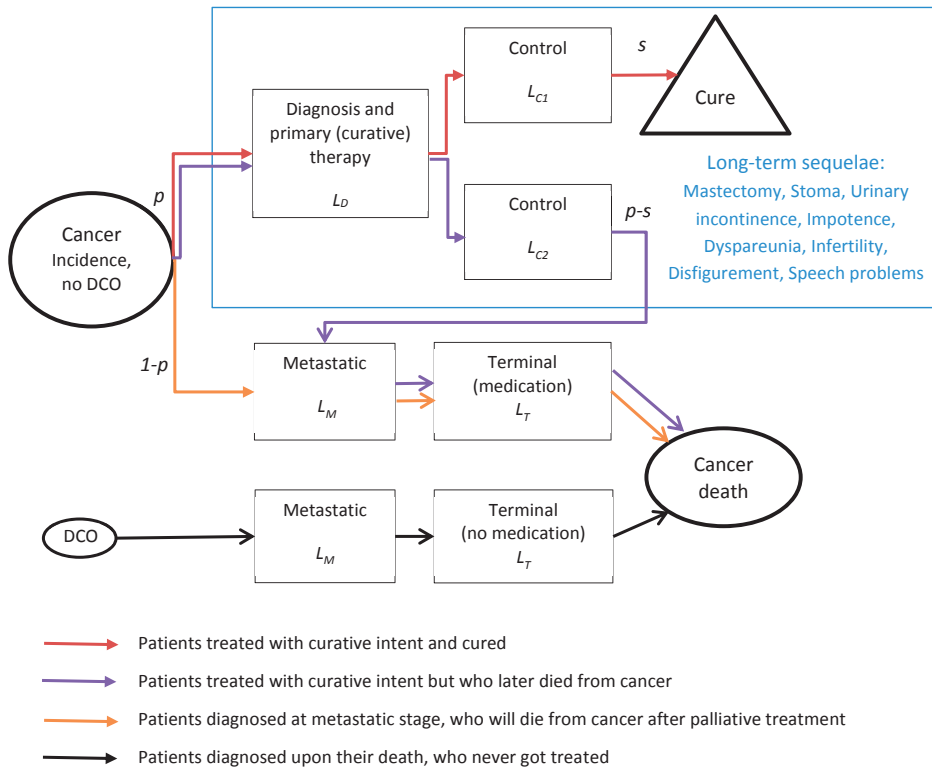 Control
L_C1
s
Cure
Diagnosis and
primary (curative)
therapy
L_D
Long-term sequelae:
Mastectomy, Stoma, Urinary
incontinence, Impotence,
Dyspareunia, Infertility,
Disfigurement, Speech problems
p
Control
L_C2
p-s
Cancer
Incidence,
no DCO
1-p
Metastatic
L_M
Terminal
(medication)
L_T
Cancer
death
DCO
Metastatic
L_M
Terminal
(no medication)
L_T
Patients treated with curative intent and cured
Patients treated with curative intent but who later died from cancer
Patients diagnosed at metastatic stage, who will die from cancer after palliative treatment
Patients diagnosed upon their death, who never got treated